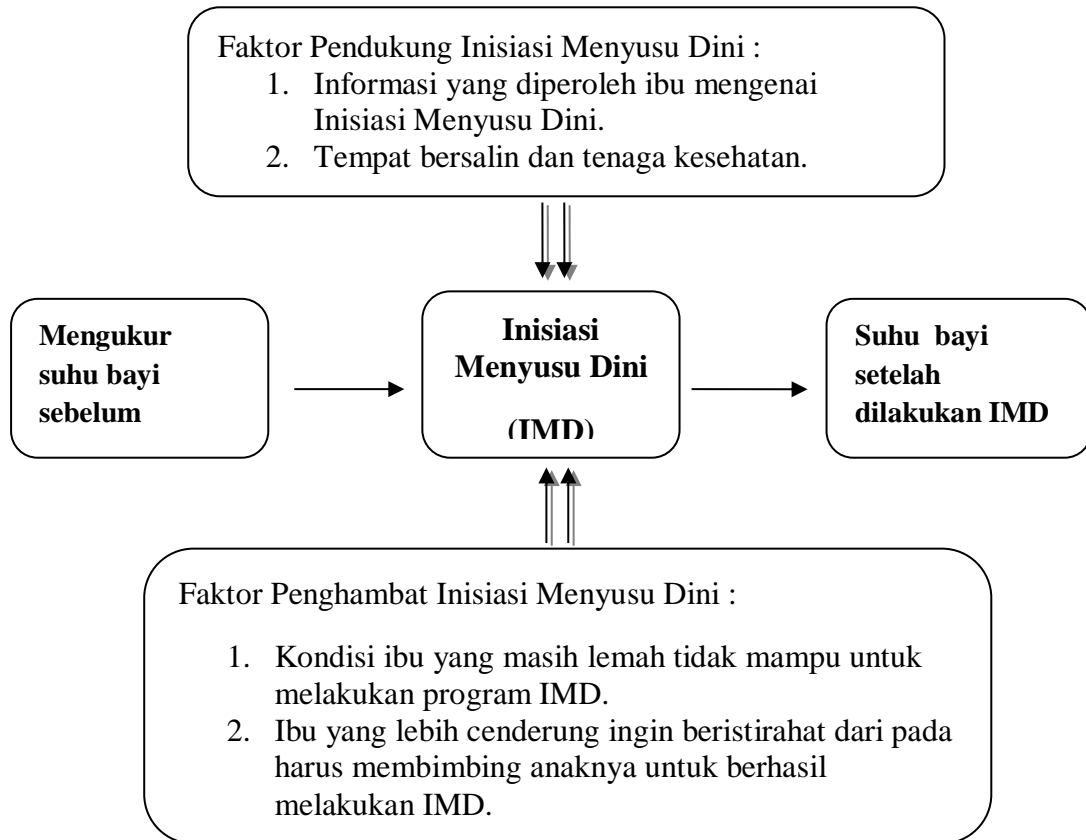 Faktor Pendukung Inisiasi Menyusu Dini :
1. Informasi yang diperoleh ibu mengenai
Inisiasi Menyusu Dini.
2. Tempat bersalin dan tenaga kesehatan.
Mengukur
suhu bayi
sebelum
Inisiasi
Menyusu Dini
(IMD)
Suhu bayi
setelah
dilakukan IMD
Faktor Penghambat Inisiasi Menyusu Dini :
1. Kondisi ibu yang masih lemah tidak mampu untuk
melakukan program IMD.
2. Ibu yang lebih cenderung ingin beristirahat dari pada
harus membimbing anaknya untuk berhasil
melakukan IMD.